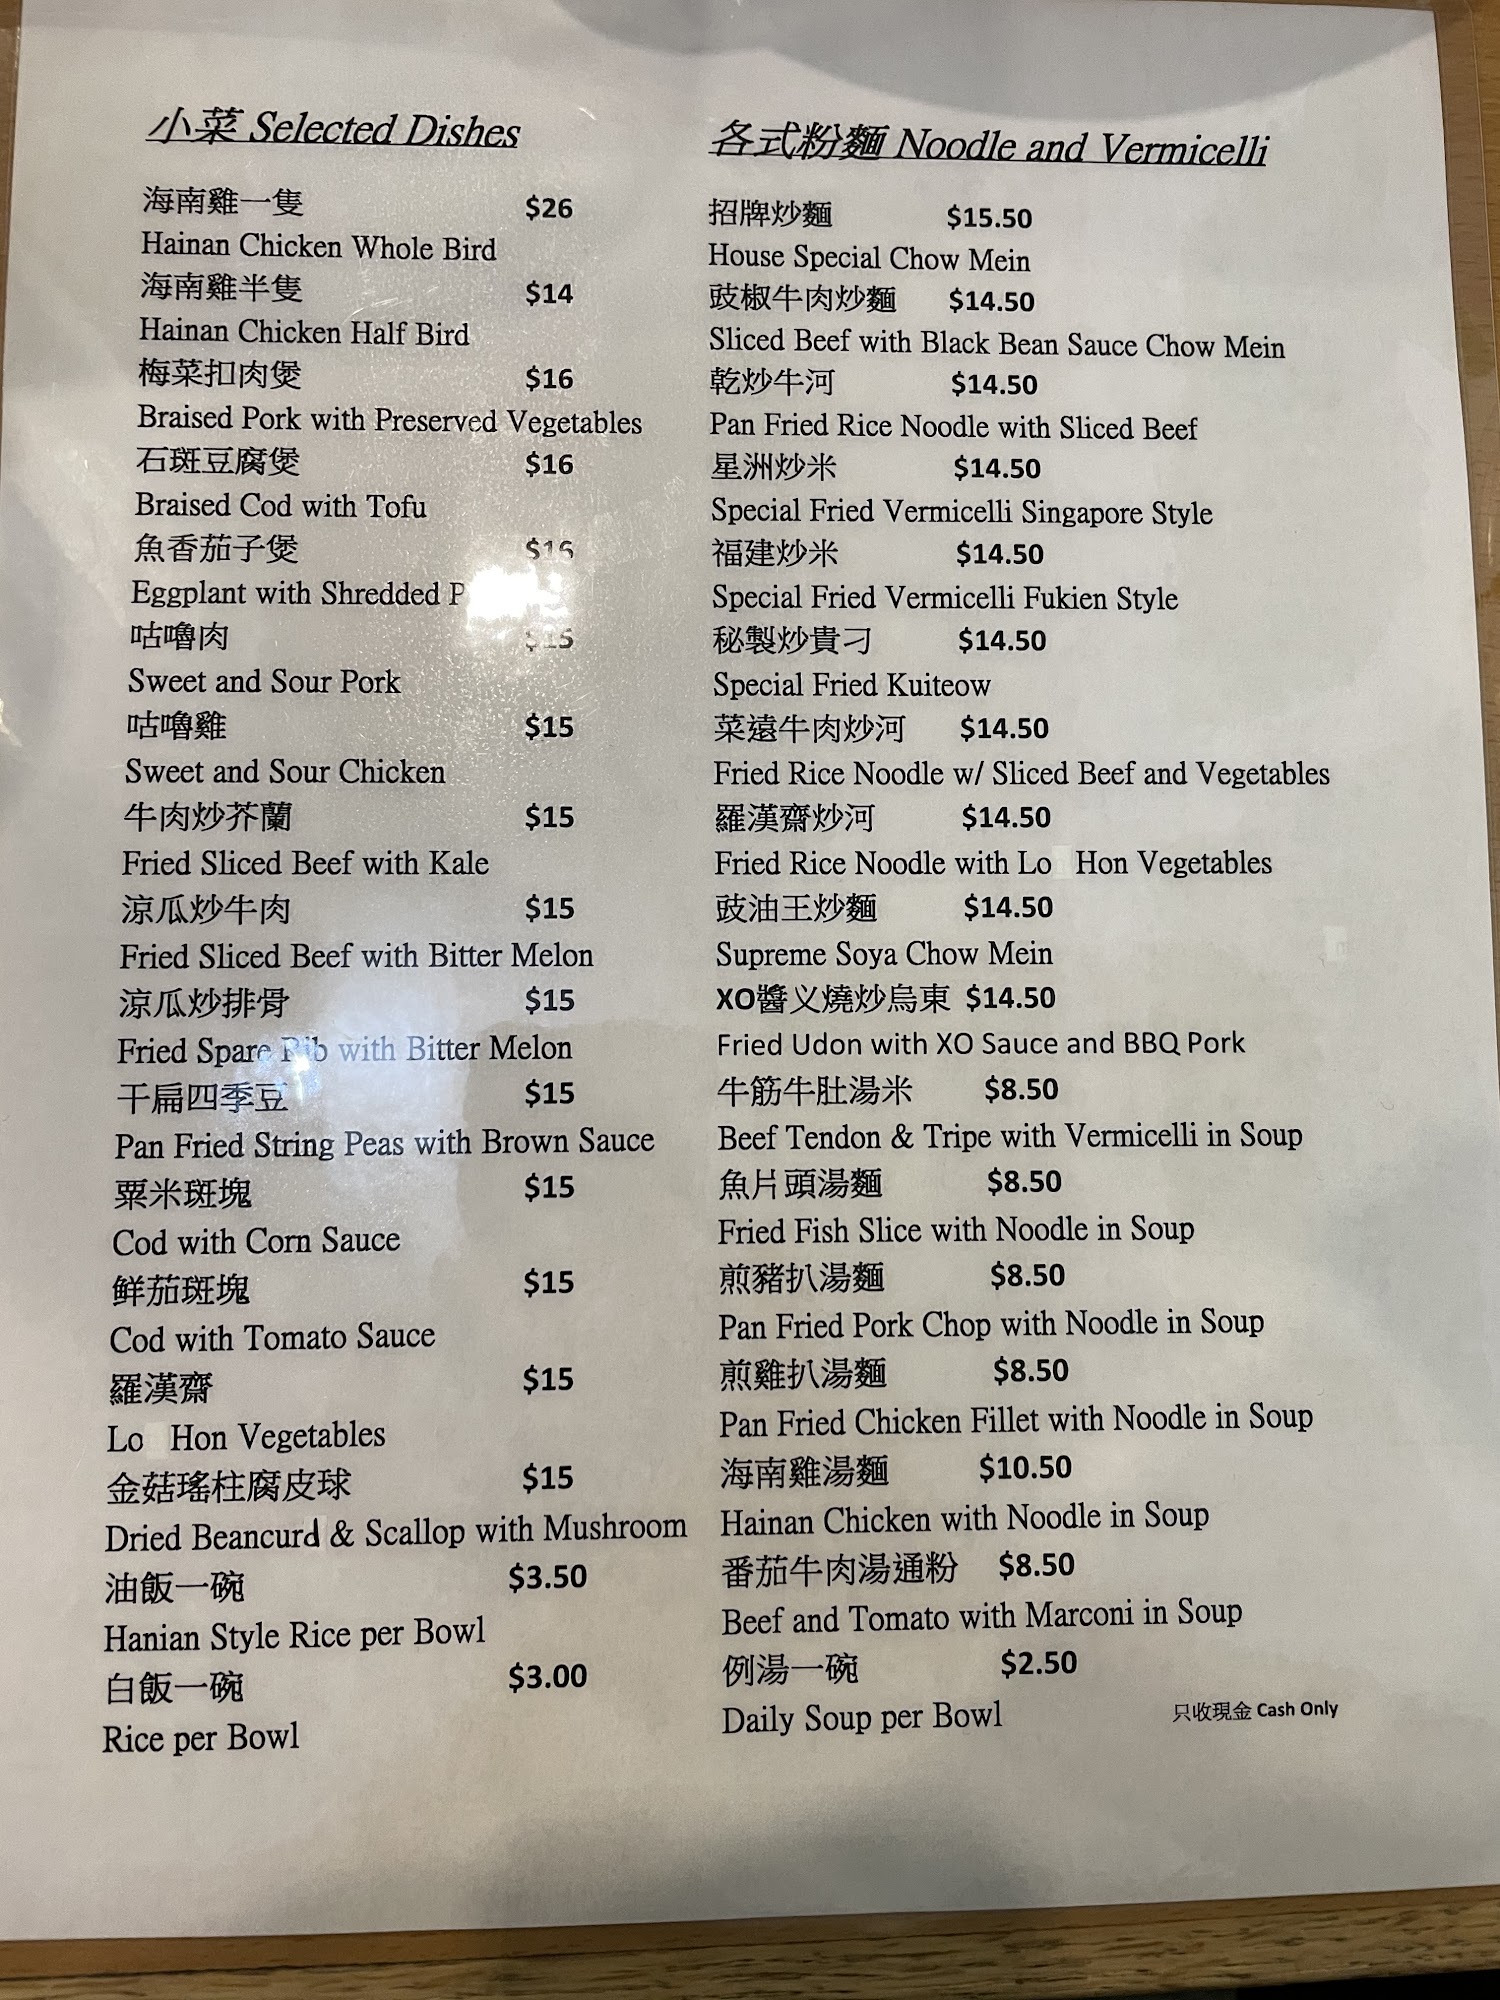 小菜 Selected Dishes
海南雞一隻 $26
Hainan Chicken Whole Bird
海南雞半隻 $14
Hainan Chicken Half Bird
梅菜扣肉煲 $16
Braised Pork with Preserved Vegetables
石斑豆腐煲 $16
Braised Cod with Tofu
魚香茄子煲 $16
Eggplant with Shredded
咕嚕肉
Sweet and Sour Pork
咕嚕雞 $15
Sweet and Sour Chicken
牛肉炒芥蘭 $15
Fried Sliced Beef with Kale
涼瓜炒牛肉 $15
Fried Sliced Beef with Bitter Melon
涼瓜炒排骨 $15
Fried Spare Rib with Bitter Melon
干扁四季豆 $15
Pan Fried String Peas with Brown Sauce
粟米斑塊 $15
Cod with Corn Sauce
鲜茄斑塊 $15
Cod with Tomato Sauce
羅漢齋 $15
Lo Hon Vegetables
金菇瑤柱腐皮球 $15
Dried Beancurd & Scallop with Mushroom
油飯一碗 $3.50
Hanian Style Rice per Bowl
白飯一碗 $3.00
Rice per Bowl
各式粉麵 Noodle and Vermicelli
招牌炒麵 $15.50
House Special Chow Mein
豉椒牛肉炒麵 $14.50
Sliced Beef with Black Bean Sauce Chow Mein
乾炒牛河 $14.50
Pan Fried Rice Noodle with Sliced Beef
星洲炒米 $14.50
Special Fried Vermicelli Singapore Style
福建炒米 $14.50
Special Fried Vermicelli Fukien Style
秘製炒貴刁 $14.50
Special Fried Kuiteow
菜遠牛肉炒河 $14.50
Fried Rice Noodle w/ Sliced Beef and Vegetables
羅漢齋炒河 $14.50
Fried Rice Noodle with Lo Hon Vegetables
豉油王炒麵 $14.50
Supreme Soya Chow Mein
XO醬义燒炒烏東 $14.50
Fried Udon with XO Sauce and BBQ Pork
牛筋牛肚湯米 $8.50
Beef Tendon & Tripe with Vermicelli in Soup
魚片頭湯麵 $8.50
Fried Fish Slice with Noodle in Soup
煎豬扒湯麵 $8.50
Pan Fried Pork Chop with Noodle in Soup
煎雞扒湯麵 $8.50
Pan Fried Chicken Fillet with Noodle in Soup
海南雞湯麵 $10.50
Hainan Chicken with Noodle in Soup
番茄牛肉湯通粉 $8.50
Beef and Tomato with Marconi in Soup
例湯一碗 $2.50
Daily Soup per Bowl
只收現金 Cash Only